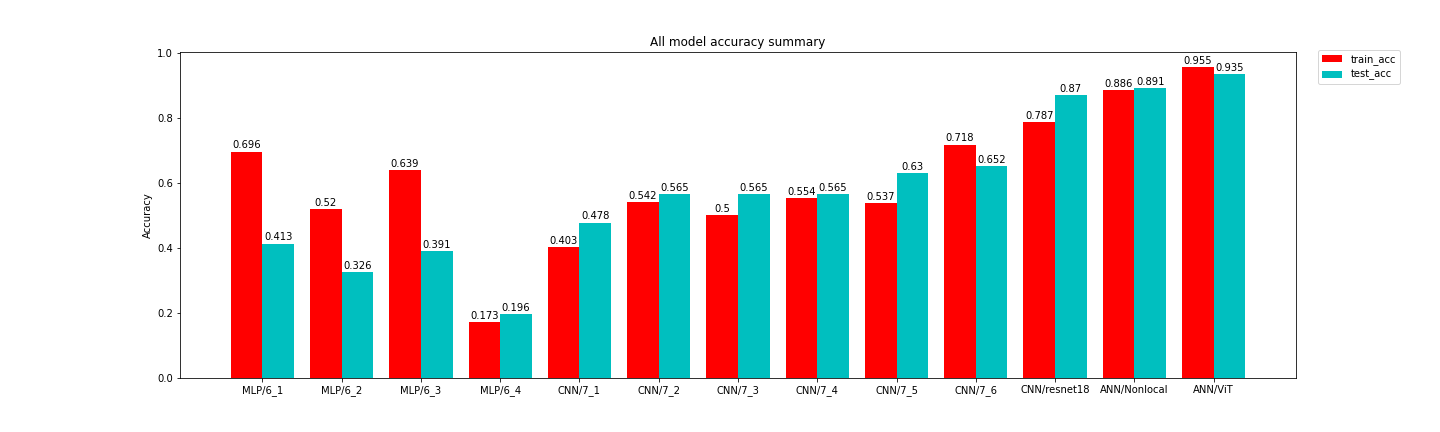 All model accuracy summary
train_acc
test_acc
Accuracy
1.0
0.8
0.6
0.4
0.2
0.0
0.696
0.413
0.52
0.326
0.639
0.391
0.173
0.196
0.403
0.478
0.542
0.565
0.5
0.565
0.554
0.565
0.537
0.63
0.718
0.652
0.787
0.87
0.886
0.891
0.955
0.935
MLP/6_1
MLP/6_2
MLP/6_3
MLP/6_4
CNN/7_1
CNN/7_2
CNN/7_3
CNN/7_4
CNN/7_5
CNN/7_6
CNN/resnet18
ANN/Nonlocal
ANN/ViT